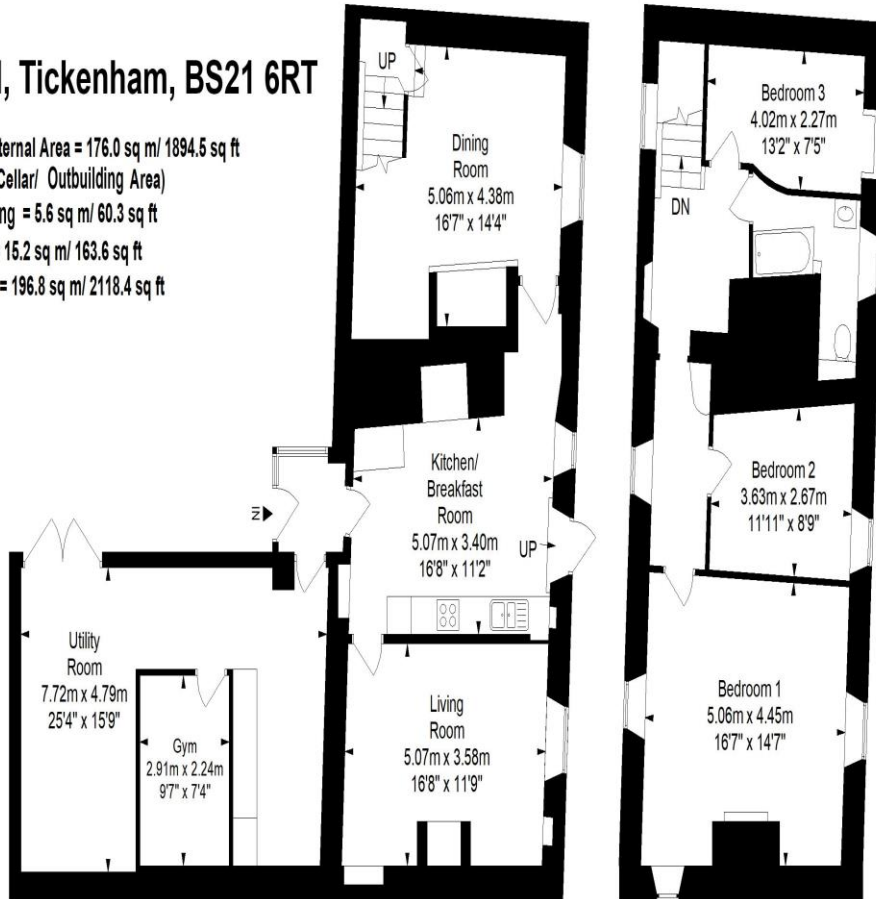 , Tickenham, BS21 6RT
ternal Area = 176.0 sq m/ 1894.5 sq ft
Cellar/ Outbuilding Area)
ng = 5.6 sq m/ 60.3 sq ft
15.2 sq m/ 163.6 sq ft
= 196.8 sq m/ 2118.4 sq ft
UP
Dining
Room
5.06m x 4.38m
16'7" x 14'4"
Kitchen/
Breakfast
Room
5.07m x 3.40m
16'8" x 11'2"
UP
IN
Utility
Room
7.72m x 4.79m
25'4" x 15'9"
Gym
2.91m x 2.24m
9'7" x 7'4"
Living
Room
5.07m x 3.58m
16'8" x 11'9"
Bedroom 3
4.02m x 2.27m
13'2" x 7'5"
DN
Bedroom 2
3.63m x 2.67m
11'11" x 8'9"
Bedroom 1
5.06m x 4.45m
16'7" x 14'7"